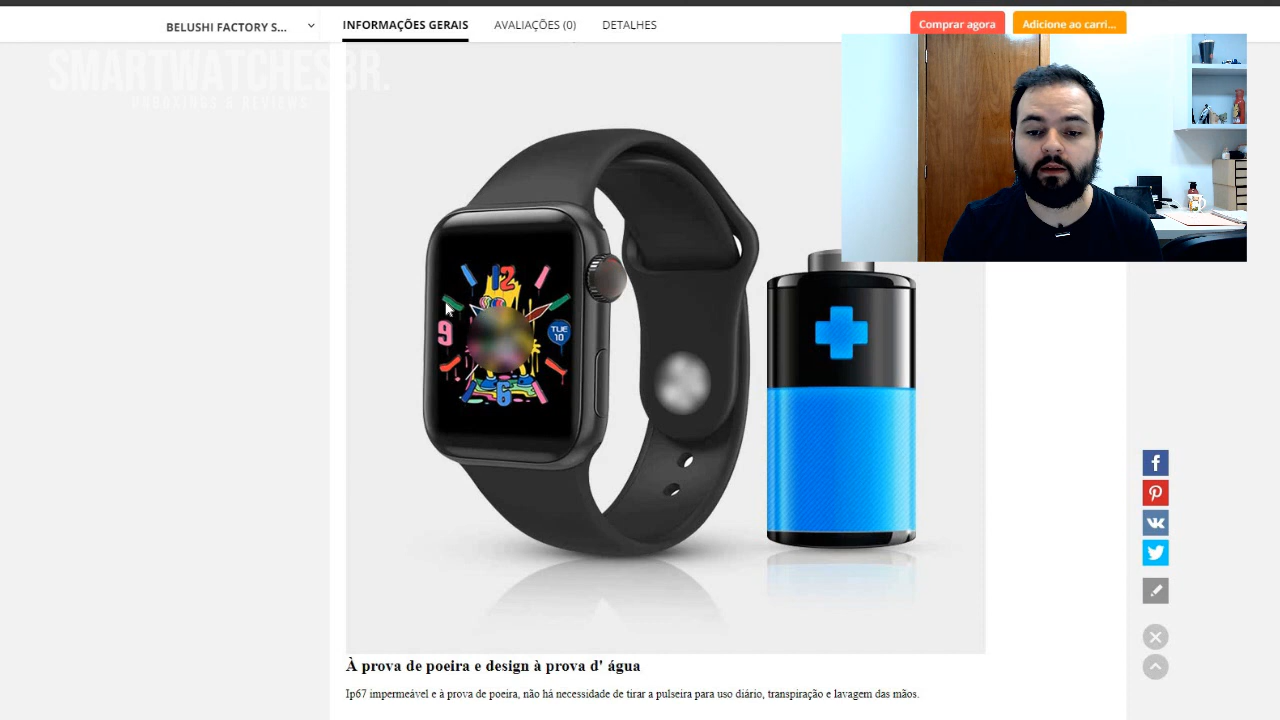 BELUSHI FACTORY S...
INFORMAÇÕES GERAIS
AVALIAÇÕES (0)
DETALHES
Comprar agora
Adicione ao carri...
SMARTWATCHESBR.
UNBOXINGS & REVIEWS
12
9
TUE
10
6
À prova de poeira e design à prova d' água
Ip67 impermeável e à prova de poeira, não há necessidade de tirar a pulseira para uso diário, transpiração e lavagem das mãos.